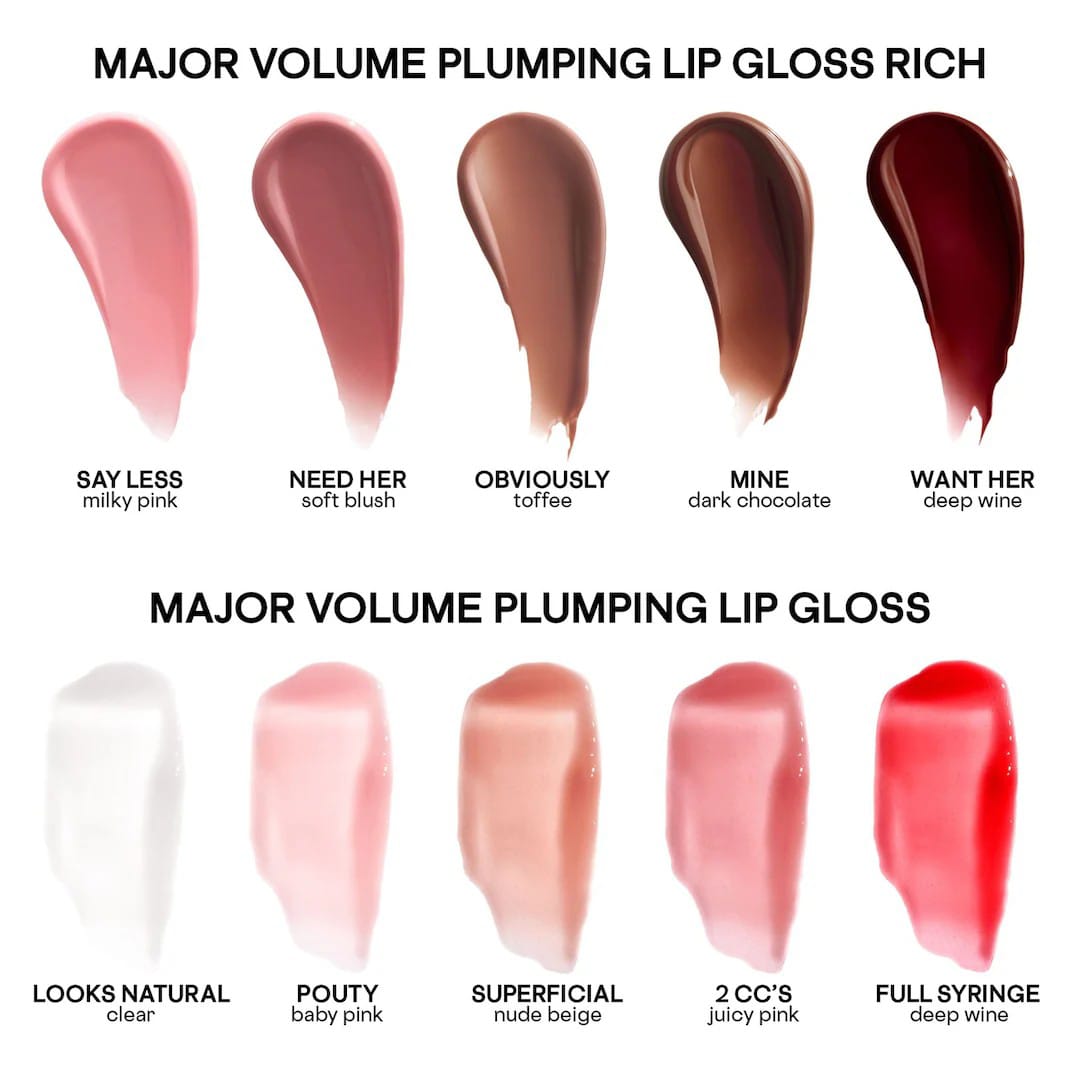 MAJOR VOLUME PLUMPING LIP GLOSS RICH
SAY LESS
milky pink
NEED HER
soft blush
OBVIOUSLY
toffee
MINE
dark chocolate
WANT HER
deep wine
MAJOR VOLUME PLUMPING LIP GLOSS
LOOKS NATURAL
clear
POUTY
baby pink
SUPERFICIAL
nude beige
2 CC'S
juicy pink
FULL SYRINGE
deep wine